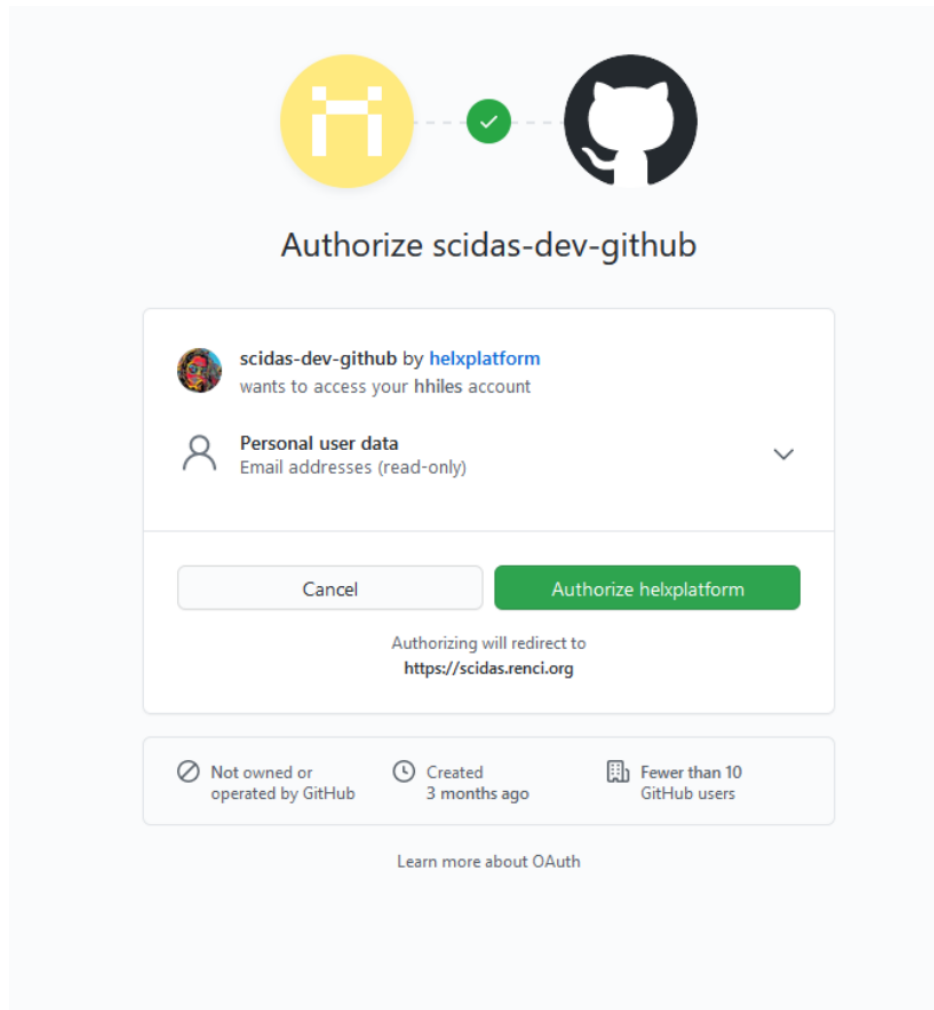 Authorize scidas-dev-github
scidas-dev-github by helxplatform
wants to access your hhiles account
Personal user data
Email addresses (read-only)
Cancel
Authorize helxplatform
Authorizing will redirect to
https://scidas.renci.org
Not owned or
operated by GitHub
Created
3 months ago
Fewer than 10
GitHub users
Learn more about OAuth